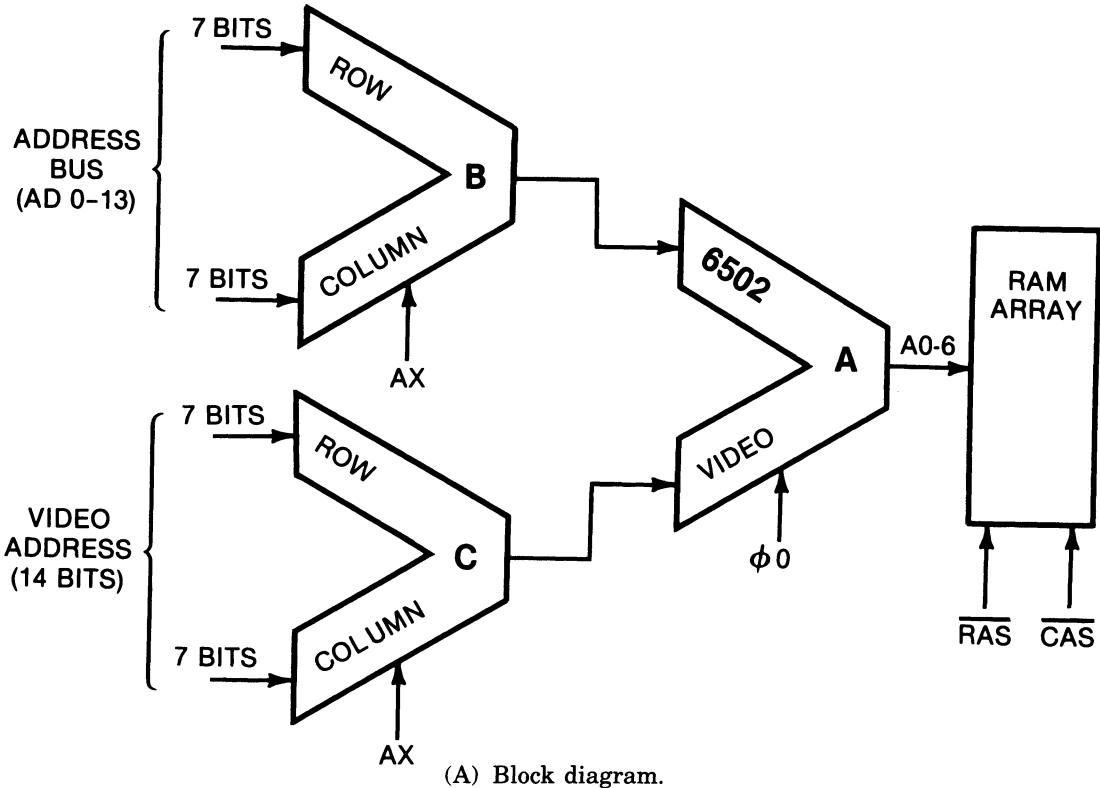 7 BITS
ROW
ADDRESS
BUS
(AD 0–13)
B
7 BITS
COLUMN
AX
6502
A
VIDEO
ϕ0
A0-6
RAM
ARRAY
RAS
CAS
7 BITS
ROW
VIDEO
ADDRESS
(14 BITS)
C
7 BITS
COLUMN
AX
(A) Block diagram.